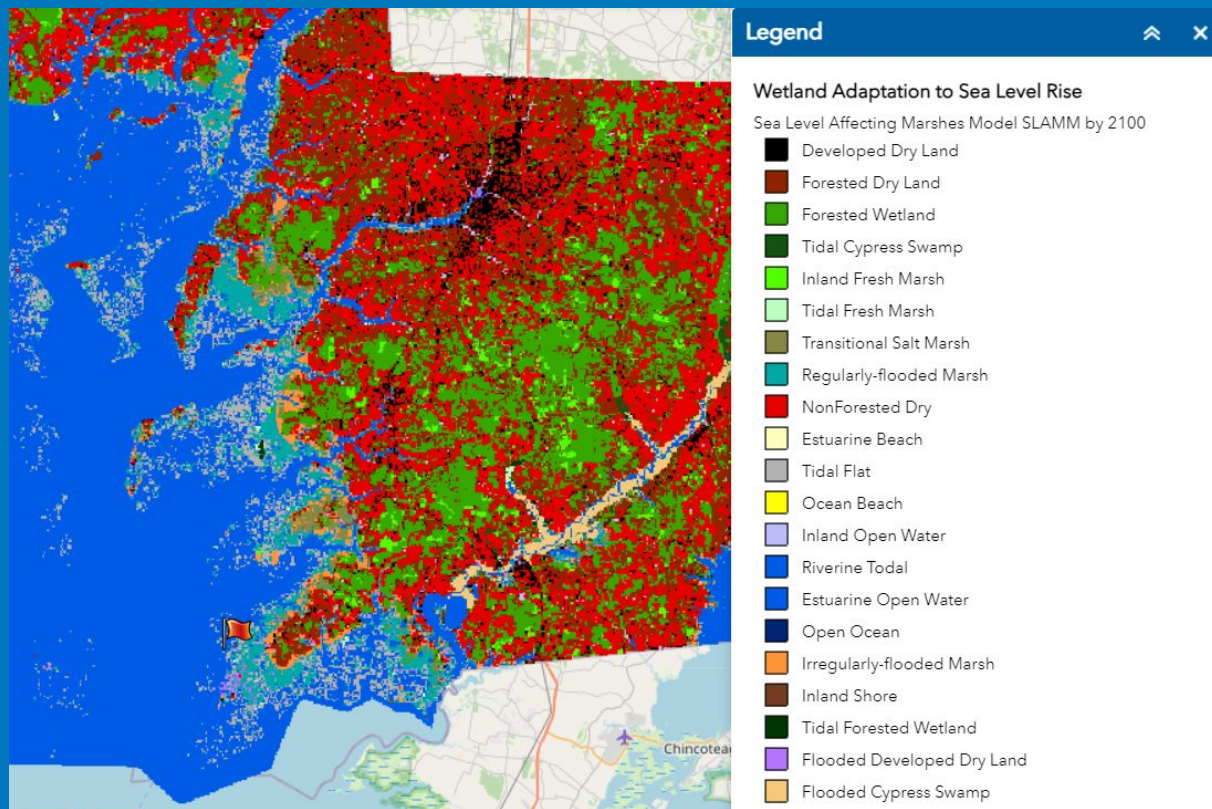 Legend
Wetland Adaptation to Sea Level Rise
Sea Level Affecting Marshes Model SLAMM by 2100
Developed Dry Land
Forested Dry Land
Forested Wetland
Tidal Cypress Swamp
Inland Fresh Marsh
Tidal Fresh Marsh
Transitional Salt Marsh
Regularly-flooded Marsh
NonForested Dry
Estuarine Beach
Tidal Flat
Ocean Beach
Inland Open Water
Riverine Todal
Estuarine Open Water
Open Ocean
Irregularly-flooded Marsh
Inland Shore
Tidal Forested Wetland
Flooded Developed Dry Land
Flooded Cypress Swamp
Chincoteag